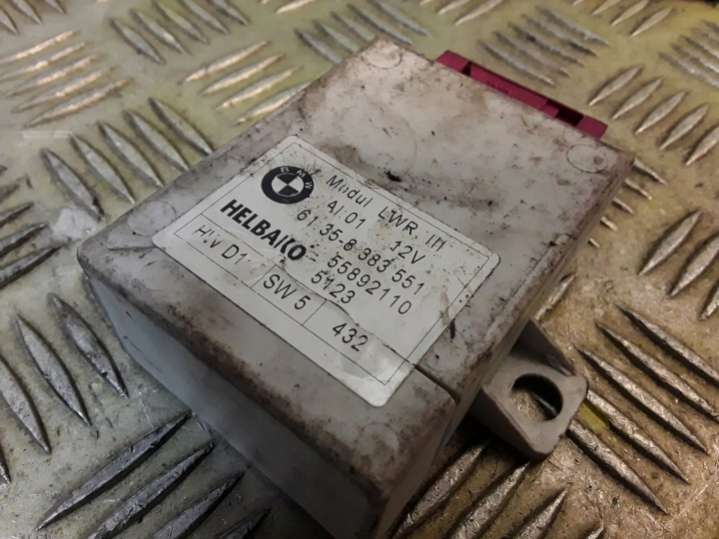 BMW
Modul LWR III
AI 01 12V
61.35.8 383 551
HELBAKO 55892110
5123
HW D1 SW 5 432